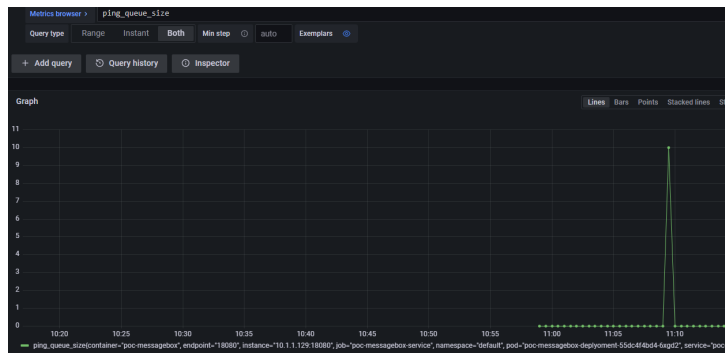 Metrics browser > ping_queue_size
Query type Range Instant Both Min step auto Exemplars
+ Add query Query history Inspector
Graph Lines Bars Points Stacked lines
11
10
9
8
7
6
5
4
3
2
1
0
10:20 10:25 10:30 10:35 10:40 10:45 10:50 10:55 11:00 11:05 11:10
ping_queue_size{container="poc-messagebox", endpoint="18080", instance="10.1.1.129:18080", job="poc-messagebox-service", namespace="default", pod="poc-messagebox-deplyoment-55dc4f4bd4-6xgd2", service="poc